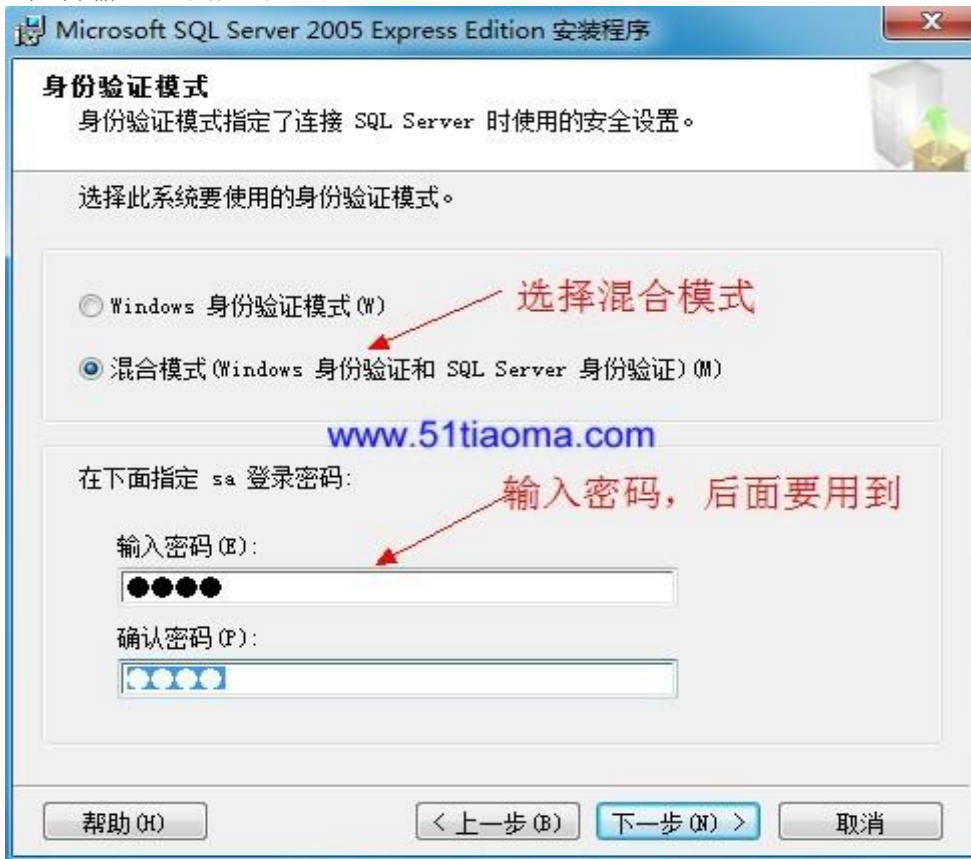 Microsoft SQL Server 2005 Express Edition 安装程序
身份验证模式
身份验证模式指定了连接 SQL Server 时使用的安全设置。
选择此系统要使用的身份验证模式。
选择混合模式
Windows 身份验证模式(W)
混合模式(Windows 身份验证和 SQL Server 身份验证)(M)
www.51tiaoma.com
在下面指定 sa 登录密码:
输入密码，后面要用到
输入密码(E):
●●●●
确认密码(P):
●●●●
帮助(H) < 上一步(B) 下一步(N) > 取消